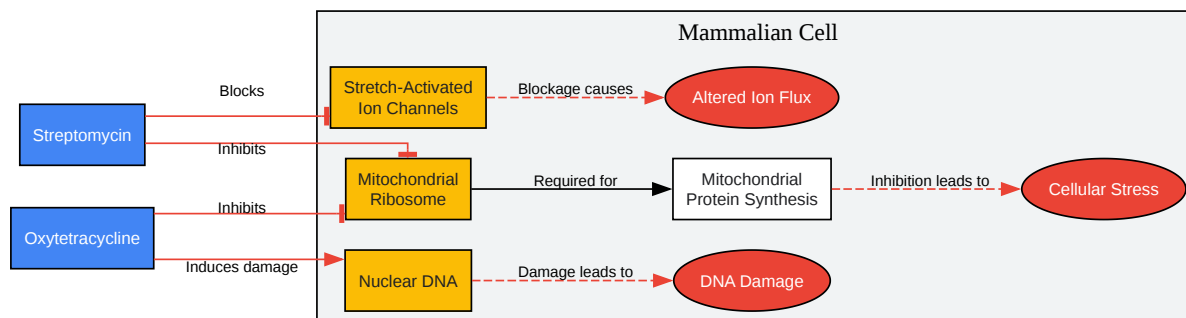 Mammalian Cell
Blocks
Stretch-Activated
Ion Channels
Blockage causes
Altered Ion Flux
Streptomycin
Inhibits
Mitochondrial
Ribosome
Required for
Mitochondrial
Protein Synthesis
Inhibition leads to
Cellular Stress
Inhibits
Oxytetracycline
Induces damage
Nuclear DNA
Damage leads to
DNA Damage